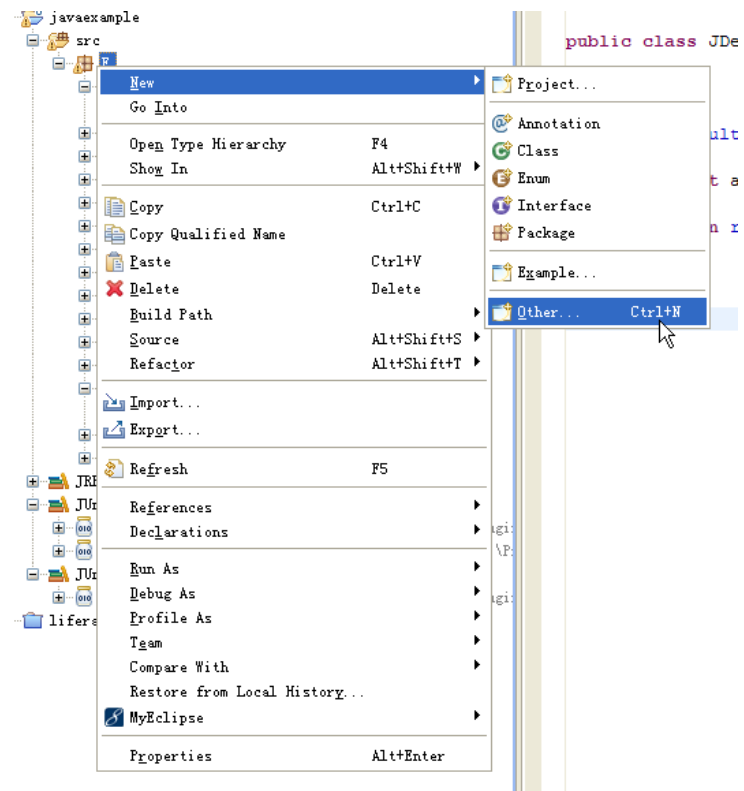 javaexample
src
public class JDe
New
Project...
Go Into
Annotation
Open Type Hierarchy F4
Class
Show In Alt+Shift+W
Enum
Copy Ctrl+C
Interface
Copy Qualified Name
Package
Paste Ctrl+V
Example...
Delete Delete
Build Path
Other... Ctrl+N
Source Alt+Shift+S
Refactor Alt+Shift+T
Import...
Export...
Refresh F5
References
Declarations
Run As
Debug As
Profile As
Team
Compare With
Restore from Local History...
MyEclipse
Properties Alt+Enter